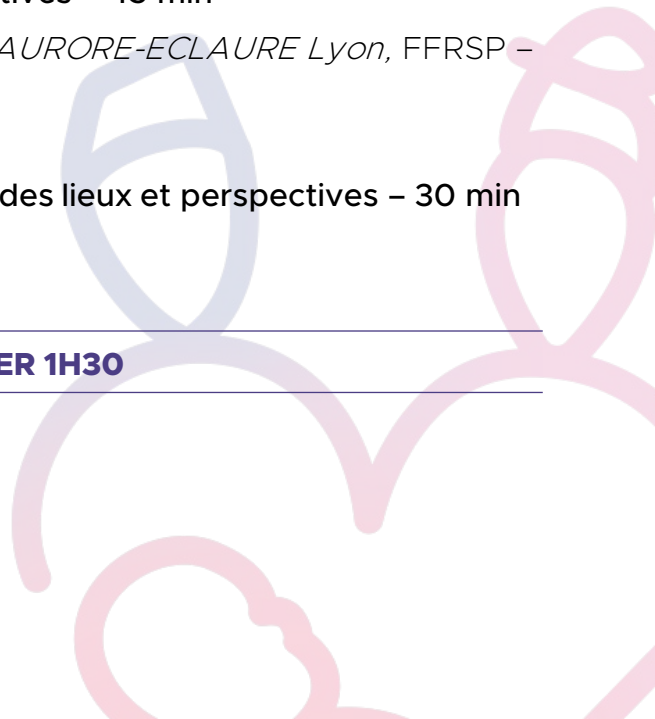 AURORE-ECLAURE Lyon, FFRSP –
des lieux et perspectives – 30 min
ER 1H30